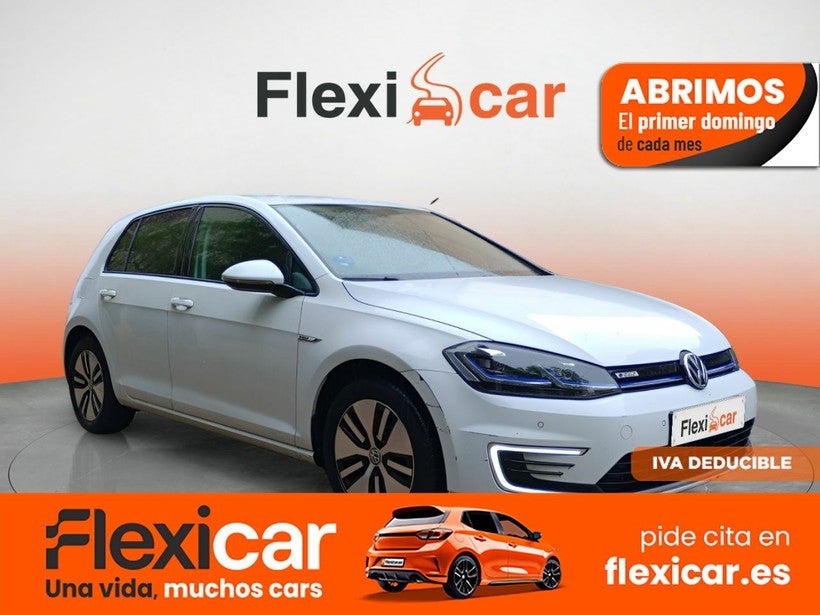 Flexicar
ABRIMOS
El primer domingo
de cada mes
Flexicar
IVA DEDUCIBLE
Flexicar
Una vida, muchos cars
pide cita en
flexicar.es